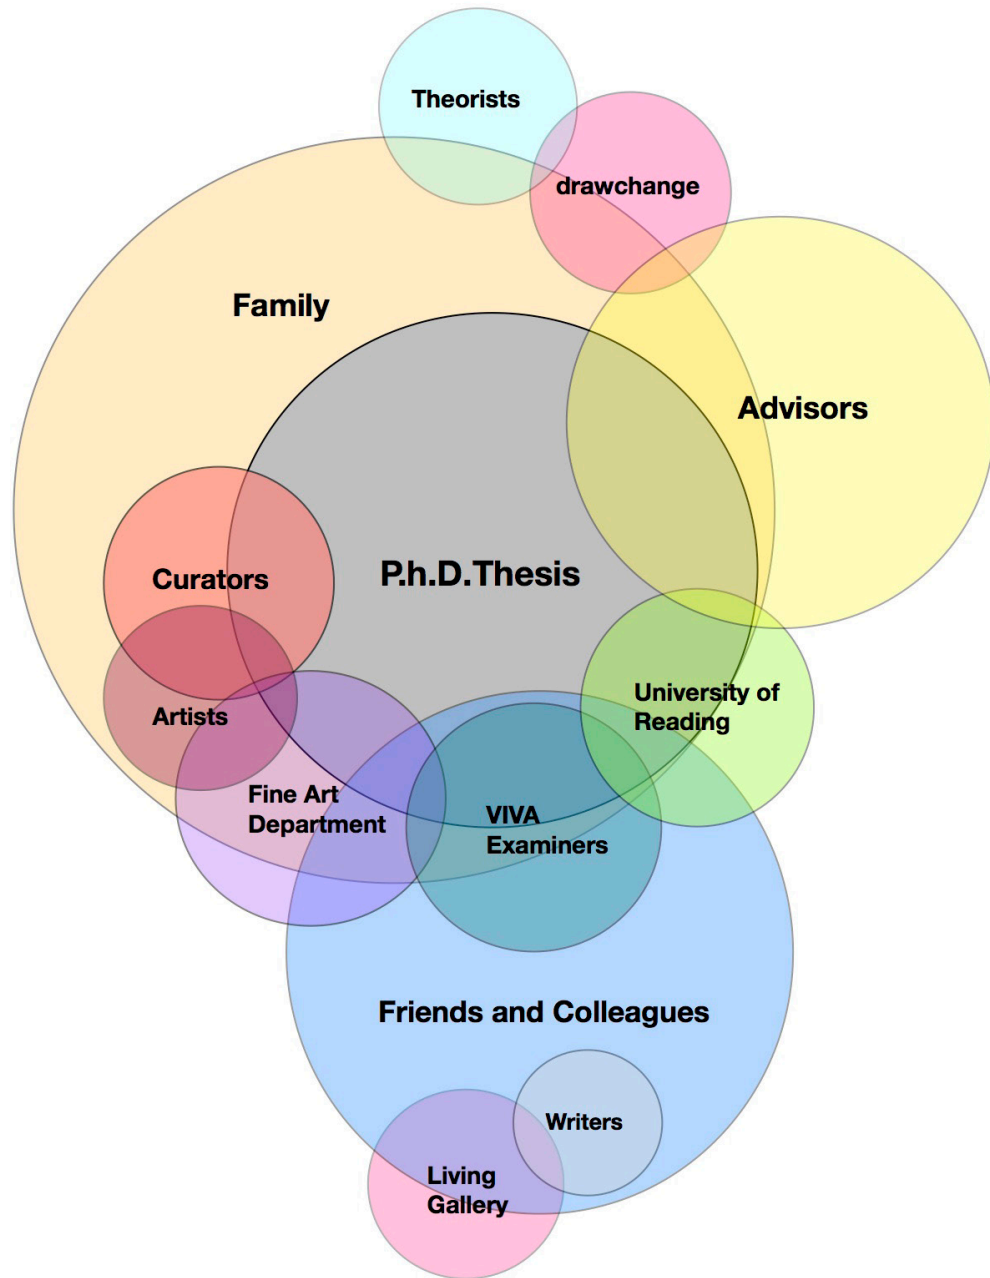 Theorists
drawchange
Family
Advisors
P.h.D.Thesis
Curators
University of
Reading
Artists
Fine Art
Department
VIVA
Examiners
Friends and Colleagues
Writers
Living
Gallery